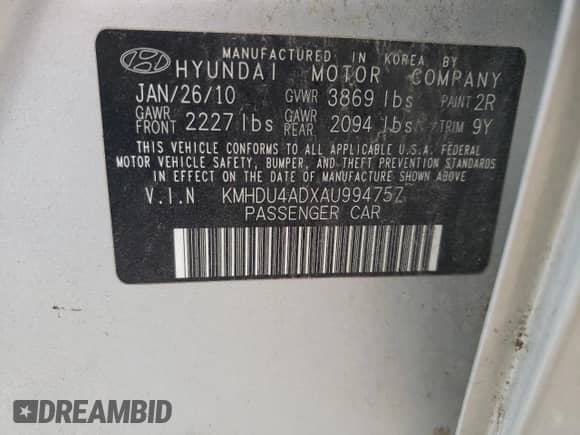 MANUFACTURED IN KOREA BY
HYUNDAI MOTOR COMPANY
JAN/26/10 GVWR 3869 lbs PAINT 2R
GAWR FRONT 2227 lbs GAWR REAR 2094 lbs TRIM 9Y
THIS VEHICLE CONFORMS TO ALL APPLICABLE U.S.A. FEDERAL
MOTOR VEHICLE SAFETY, BUMPER, AND THEFT PREVENTION STANDARDS
IN EFFECT ON THE DATE OF MANUFACTURE SHOWN ABOVE.
V.I.N KMHDU4ADXAU994757
PASSENGER CAR
DREAMBID